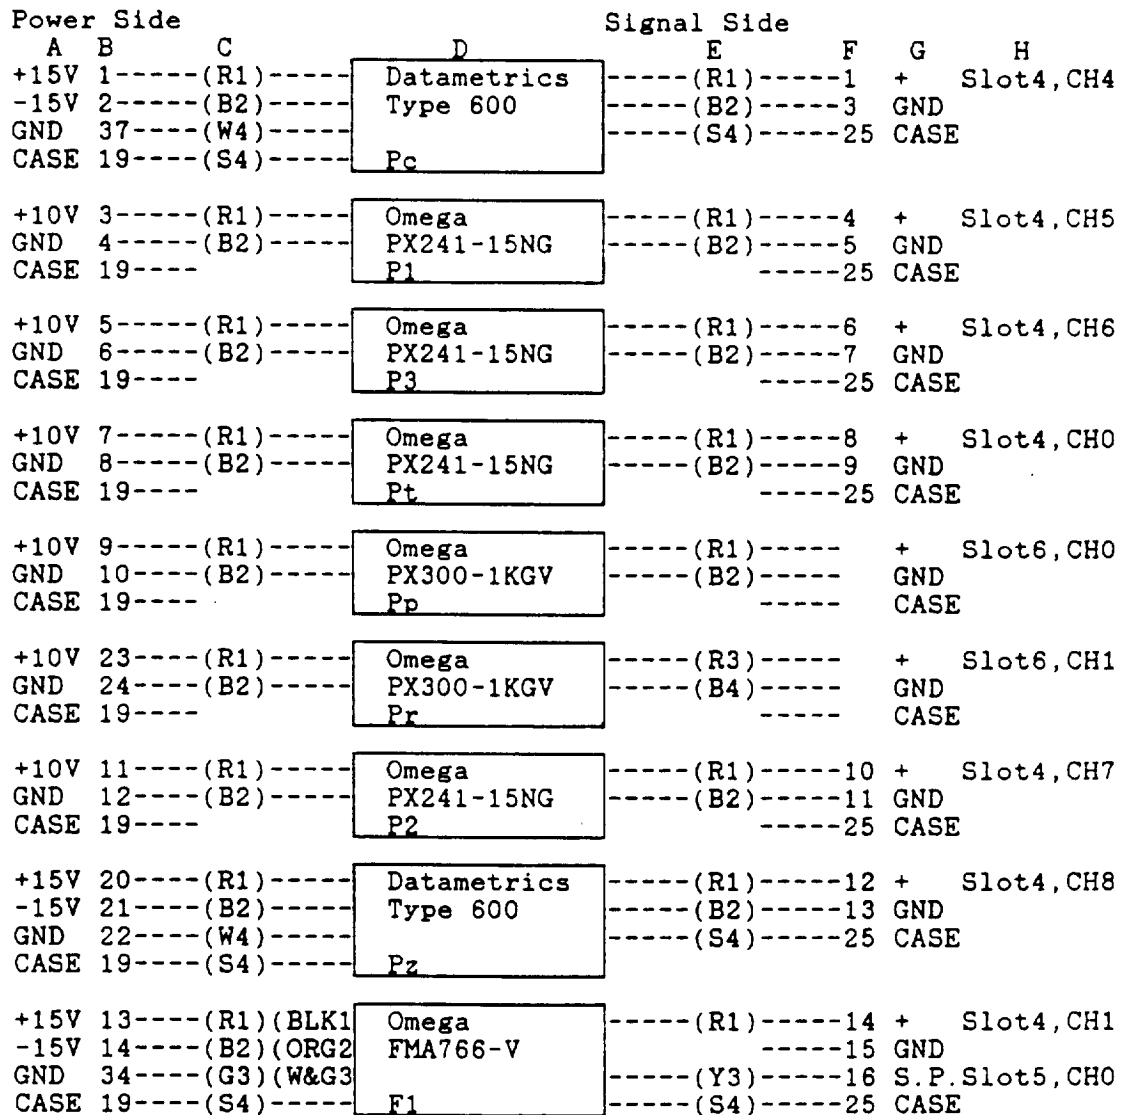 Power Side Signal Side
A B C D E F G H
+15V 1-----(R1)----- Datametrics -----(R1)-----1 + Slot4,CH4
-15V 2-----(B2)----- Type 600 -----(B2)-----3 GND
GND 37----(W4)----- -----(S4)-----25 CASE
CASE 19----(S4)----- Pc
+10V 3-----(R1)----- Omega -----(R1)-----4 + Slot4,CH5
GND 4-----(B2)----- PX241-15NG -----(B2)-----5 GND
CASE 19---- P1 -----25 CASE
+10V 5-----(R1)----- Omega -----(R1)-----6 + Slot4,CH6
GND 6-----(B2)----- PX241-15NG -----(B2)-----7 GND
CASE 19---- P3 -----25 CASE
+10V 7-----(R1)----- Omega -----(R1)-----8 + Slot4,CH0
GND 8-----(B2)----- PX241-15NG -----(B2)-----9 GND
CASE 19---- Pt -----25 CASE
+10V 9-----(R1)----- Omega -----(R1)----- + Slot6,CH0
GND 10----(B2)----- PX300-1KGV -----(B2)----- GND
CASE 19---- Pp ----- CASE
+10V 23----(R1)----- Omega -----(R3)----- + Slot6,CH1
GND 24----(B2)----- PX300-1KGV -----(B4)----- GND
CASE 19---- Pr ----- CASE
+10V 11----(R1)----- Omega -----(R1)-----10 + Slot4,CH7
GND 12----(B2)----- PX241-15NG -----(B2)-----11 GND
CASE 19---- P2 -----25 CASE
+15V 20----(R1)----- Datametrics -----(R1)-----12 + Slot4,CH8
-15V 21----(B2)----- Type 600 -----(B2)-----13 GND
GND 22----(W4)----- -----(S4)-----25 CASE
CASE 19----(S4)----- Pz
+15V 13----(R1)(BLK1 Omega -----(R1)-----14 + Slot4,CH1
-15V 14----(B2)(ORG2 FMA766-V -----15 GND
GND 34----(G3)(W&G3 -----(Y3)-----16 S.P.Slot5,CH0
CASE 19----(S4)----- F1 -----(S4)-----25 CASE